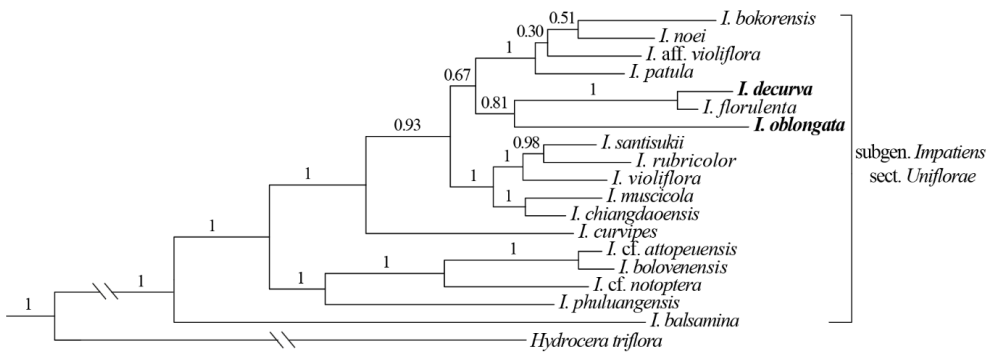 0.51
I. bokorensis
0.30
I. noei
1
I. aff. violiflora
I. patula
0.67
1
I. decurva
0.81
I. florulenta
I. oblongata
0.93
0.98
I. santisukii
1
I. rubricolor
1
I. violiflora
1
I. muscicola
I. chiangdaoensis
1
I. curvipes
1
1
I. cf. attopeuensis
1
I. bolovenensis
1
I. cf. notoptera
I. phuluangensis
1
I. balsamina
1
Hydrocera triflora
subgen. Impatiens
sect. Uniflorae